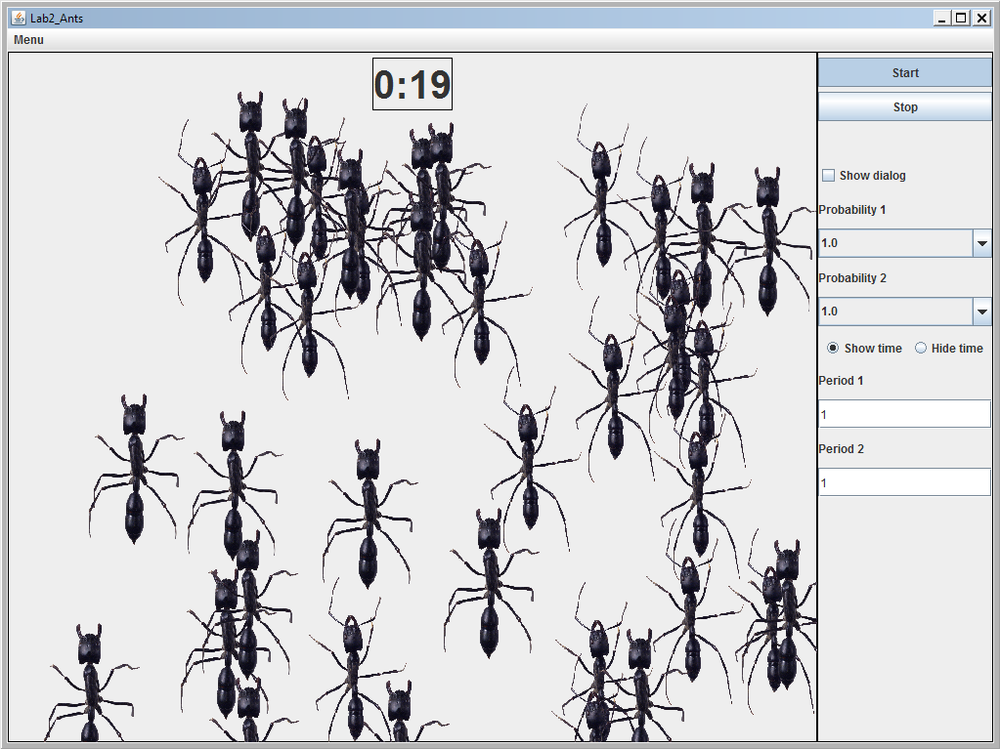 Lab2_Ants
Menu
0:19
Start
Stop
Show dialog
Probability 1
1.0
Probability 2
1.0
Show time Hide time
Period 1
1
Period 2
1